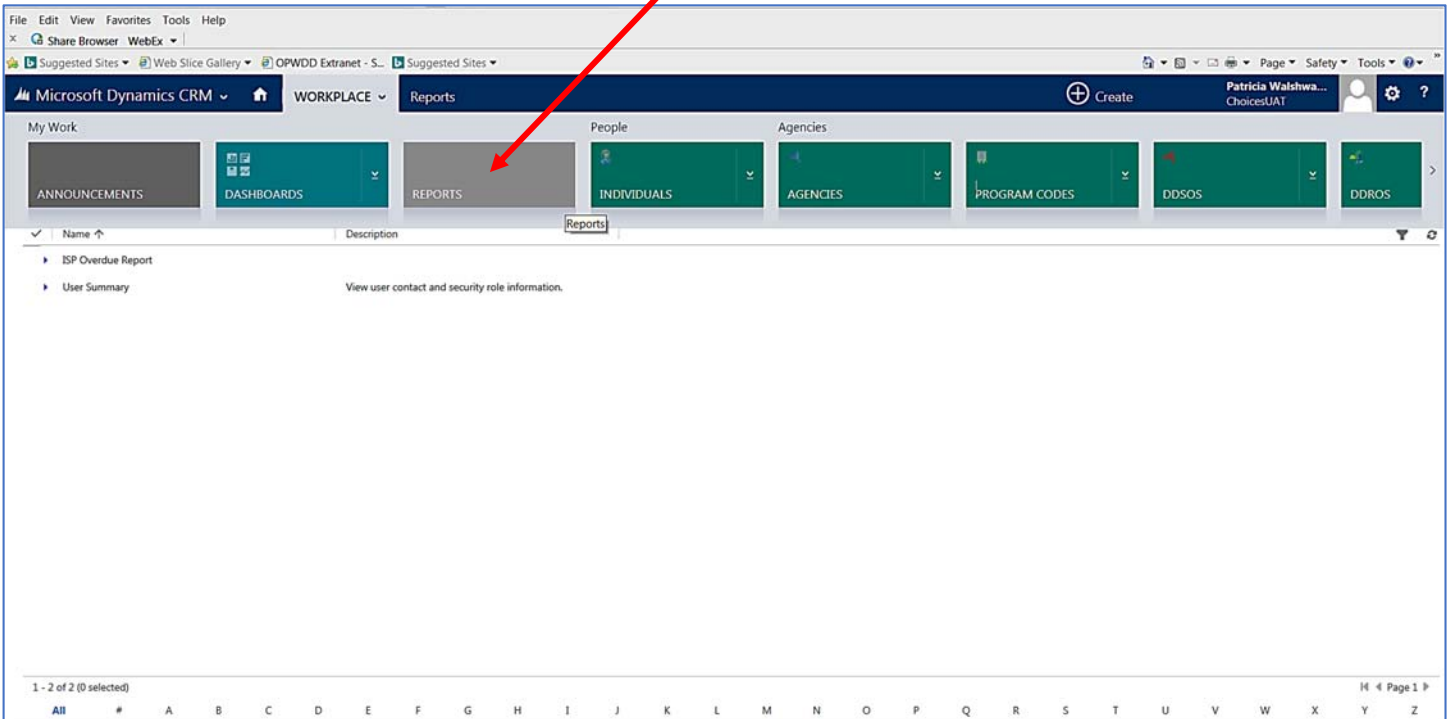 File Edit View Favorites Tools Help
× Share Browser WebEx
Suggested Sites Web Slice Gallery OPWDD Extranet - S... Suggested Sites Page Safety Tools »
Microsoft Dynamics CRM WORKPLACE Reports Create Patricia Walshwa... ?
ChoicesUAT
My Work People Agencies
ANNOUNCEMENTS DASHBOARDS REPORTS INDIVIDUALS AGENCIES PROGRAM CODES DDSOS DDROS
Reports
Name ↑ Description
ISP Overdue Report
User Summary View user contact and security role information.
1 - 2 of 2 (0 selected) Page 1
All # A B C D E F G H I J K L M N O P Q R S T U V W X Y Z